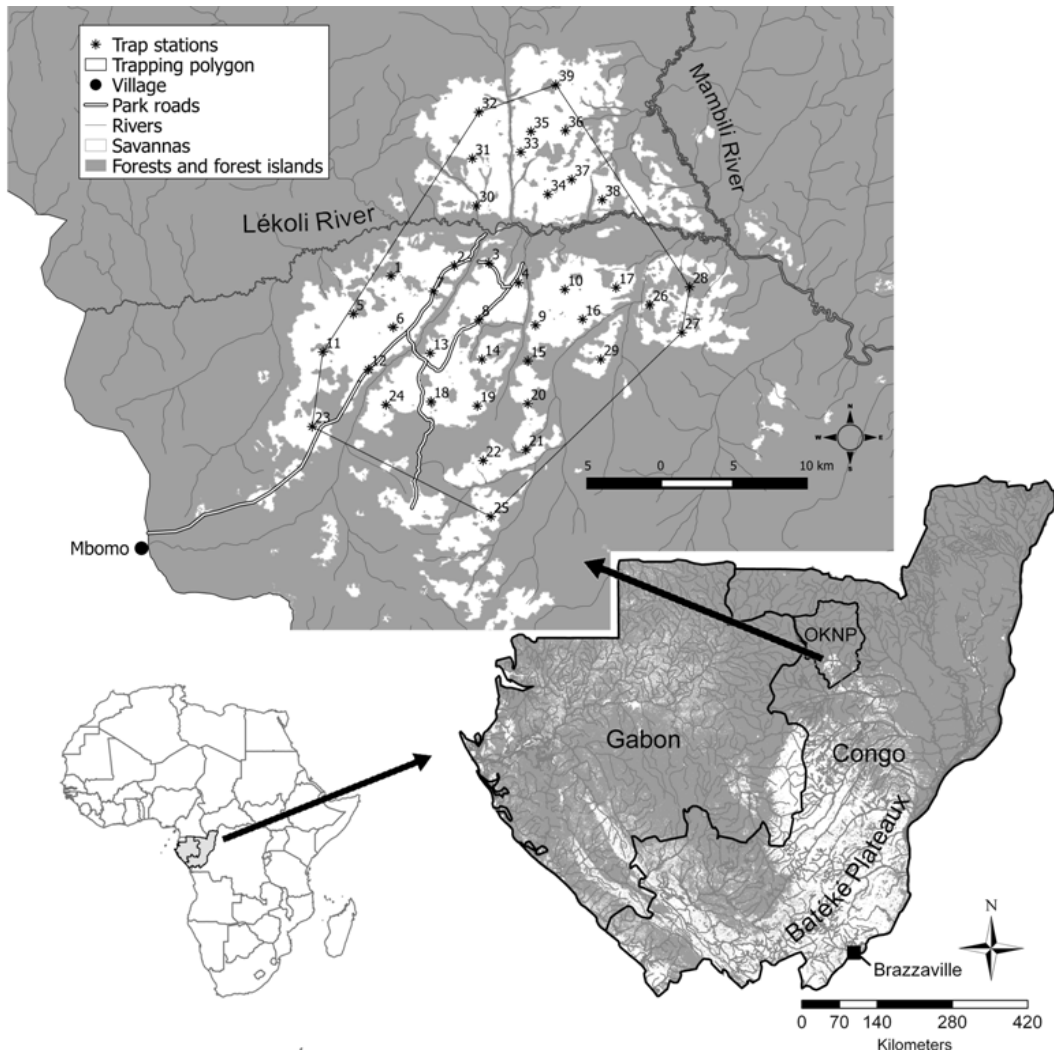 Trap stations
Trapping polygon
Village
Park roads
Rivers
Savannas
Forests and forest islands
39
32
35
36
33
31
37
34
38
30
Mambili River
Lékoli River
1
2
3
4
10
17
28
5
7
6
8
9
16
26
27
11
13
14
15
29
12
24
18
19
20
23
22
21
25
N
W E
S
5 0 5 10 km
Mbomo
OKNP
Gabon
Congo
Batéké Plateaux
Brazzaville
N
0 70 140 280 420
Kilometers